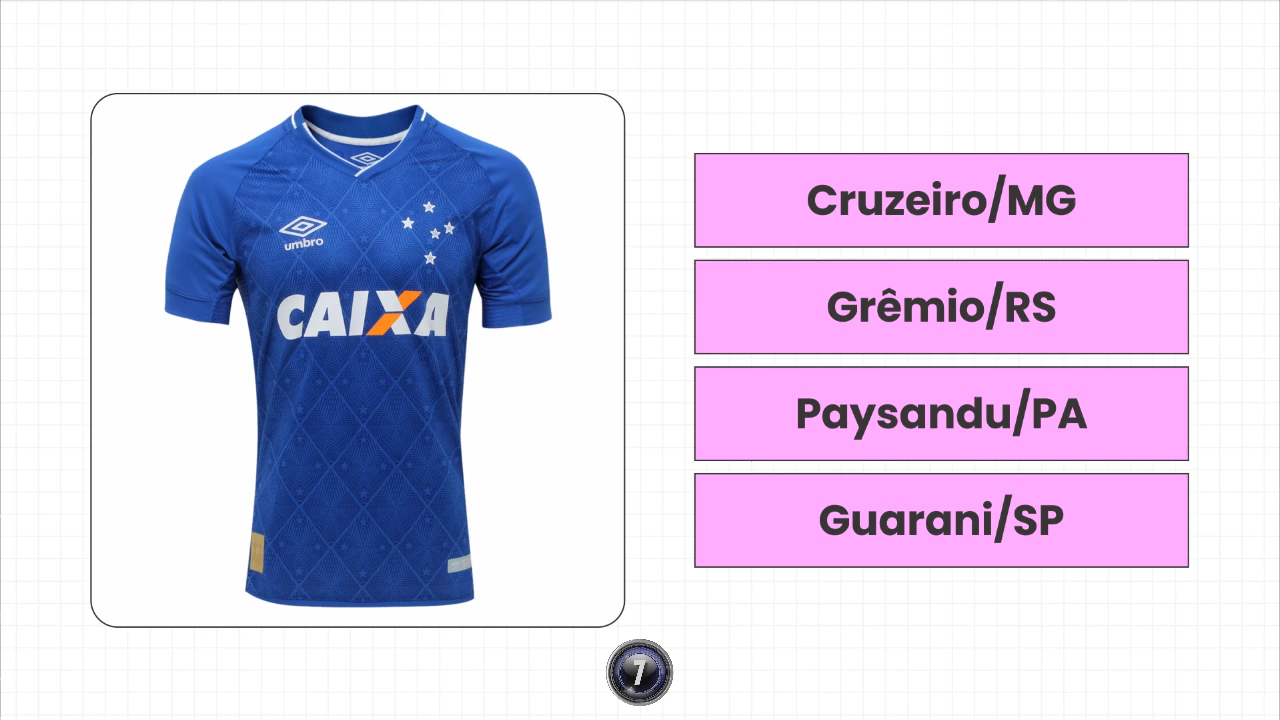 umbro
CAIXA
Cruzeiro/MG
Grêmio/RS
Paysandu/PA
Guarani/SP
7